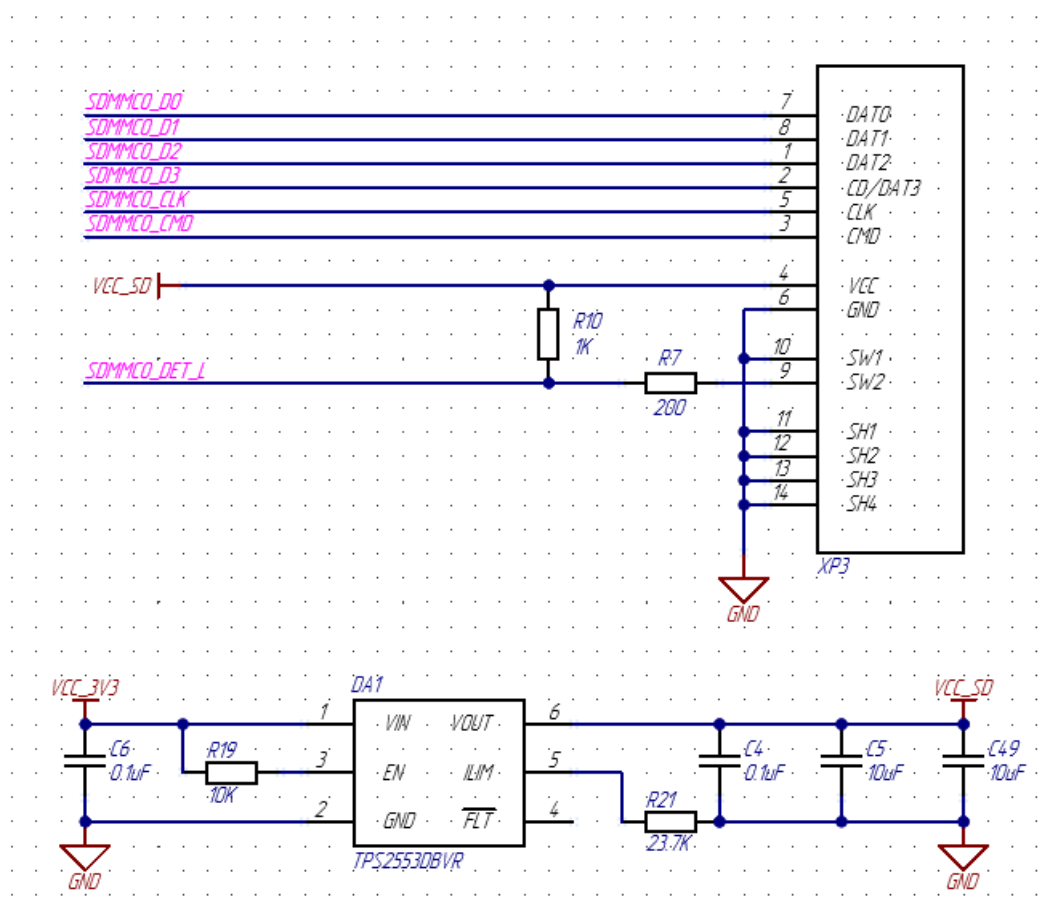 SDMMC0_D0 7 DAT0
SDMMC0_D1 8 DAT1
SDMMC0_D2 1 DAT2
SDMMC0_D3 2 CD/DAT3
SDMMC0_CLK 5 CLK
SDMMC0_CMD 3 CMD
VCC_SD 4 VCC
6 GND
R10
1K
10 SW1
SDMMC0_DET_L R7 9 SW2
200
11 SH1
12 SH2
13 SH3
14 SH4
XP3
GND
VCC_3V3 DA1 VCC_SD
1 VIN VOUT 6
C6 R19 C4 C5 C49
0.1uF 3 EN ILIM 5 0.1uF 10uF 10uF
10K
2 GND FLT 4 R21
23.7K
TPS2553DBVR
GND GND